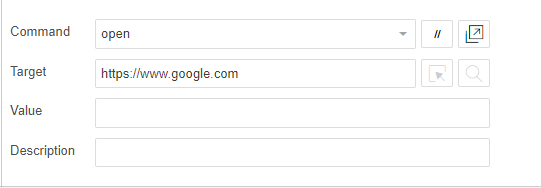 Command open //
Target https://www.google.com
Value
Description